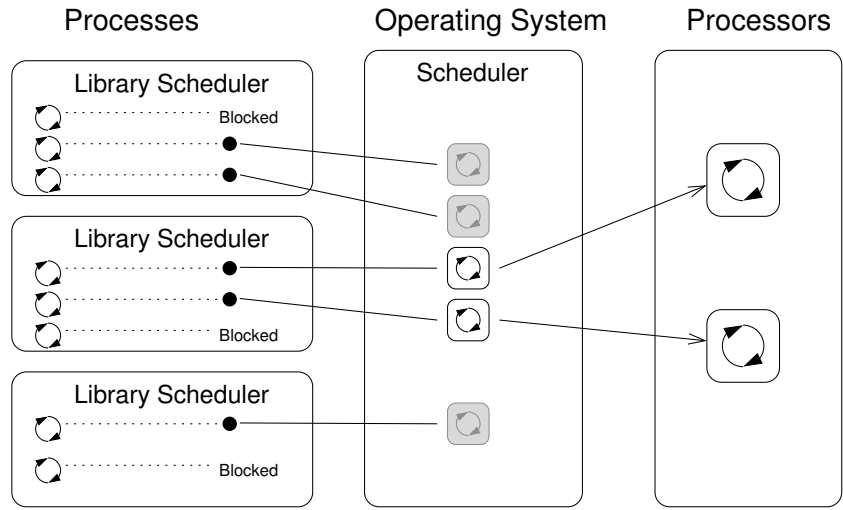 Processes
Operating System
Processors
Library Scheduler
Blocked
Library Scheduler
Blocked
Library Scheduler
Blocked
Scheduler